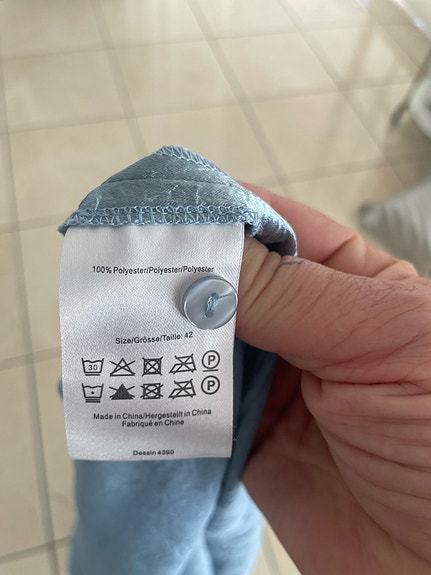 100% Polyester/Polyester/Polyester
Size/Grösse/Taille: 42
30 P
P
Made in China/Hergestellt in China
Fabriqué en Chine
Dessin 4390